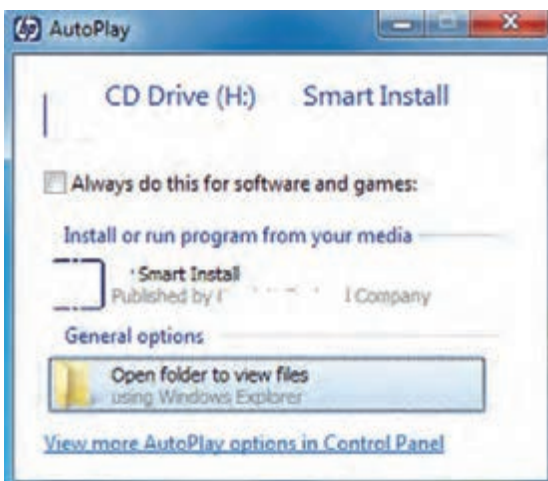 hp AutoPlay
CD Drive (H:) Smart Install
Always do this for software and games:
Install or run program from your media
Smart Install
Published by Company
General options
Open folder to view files
using Windows Explorer
View more AutoPlay options in Control Panel